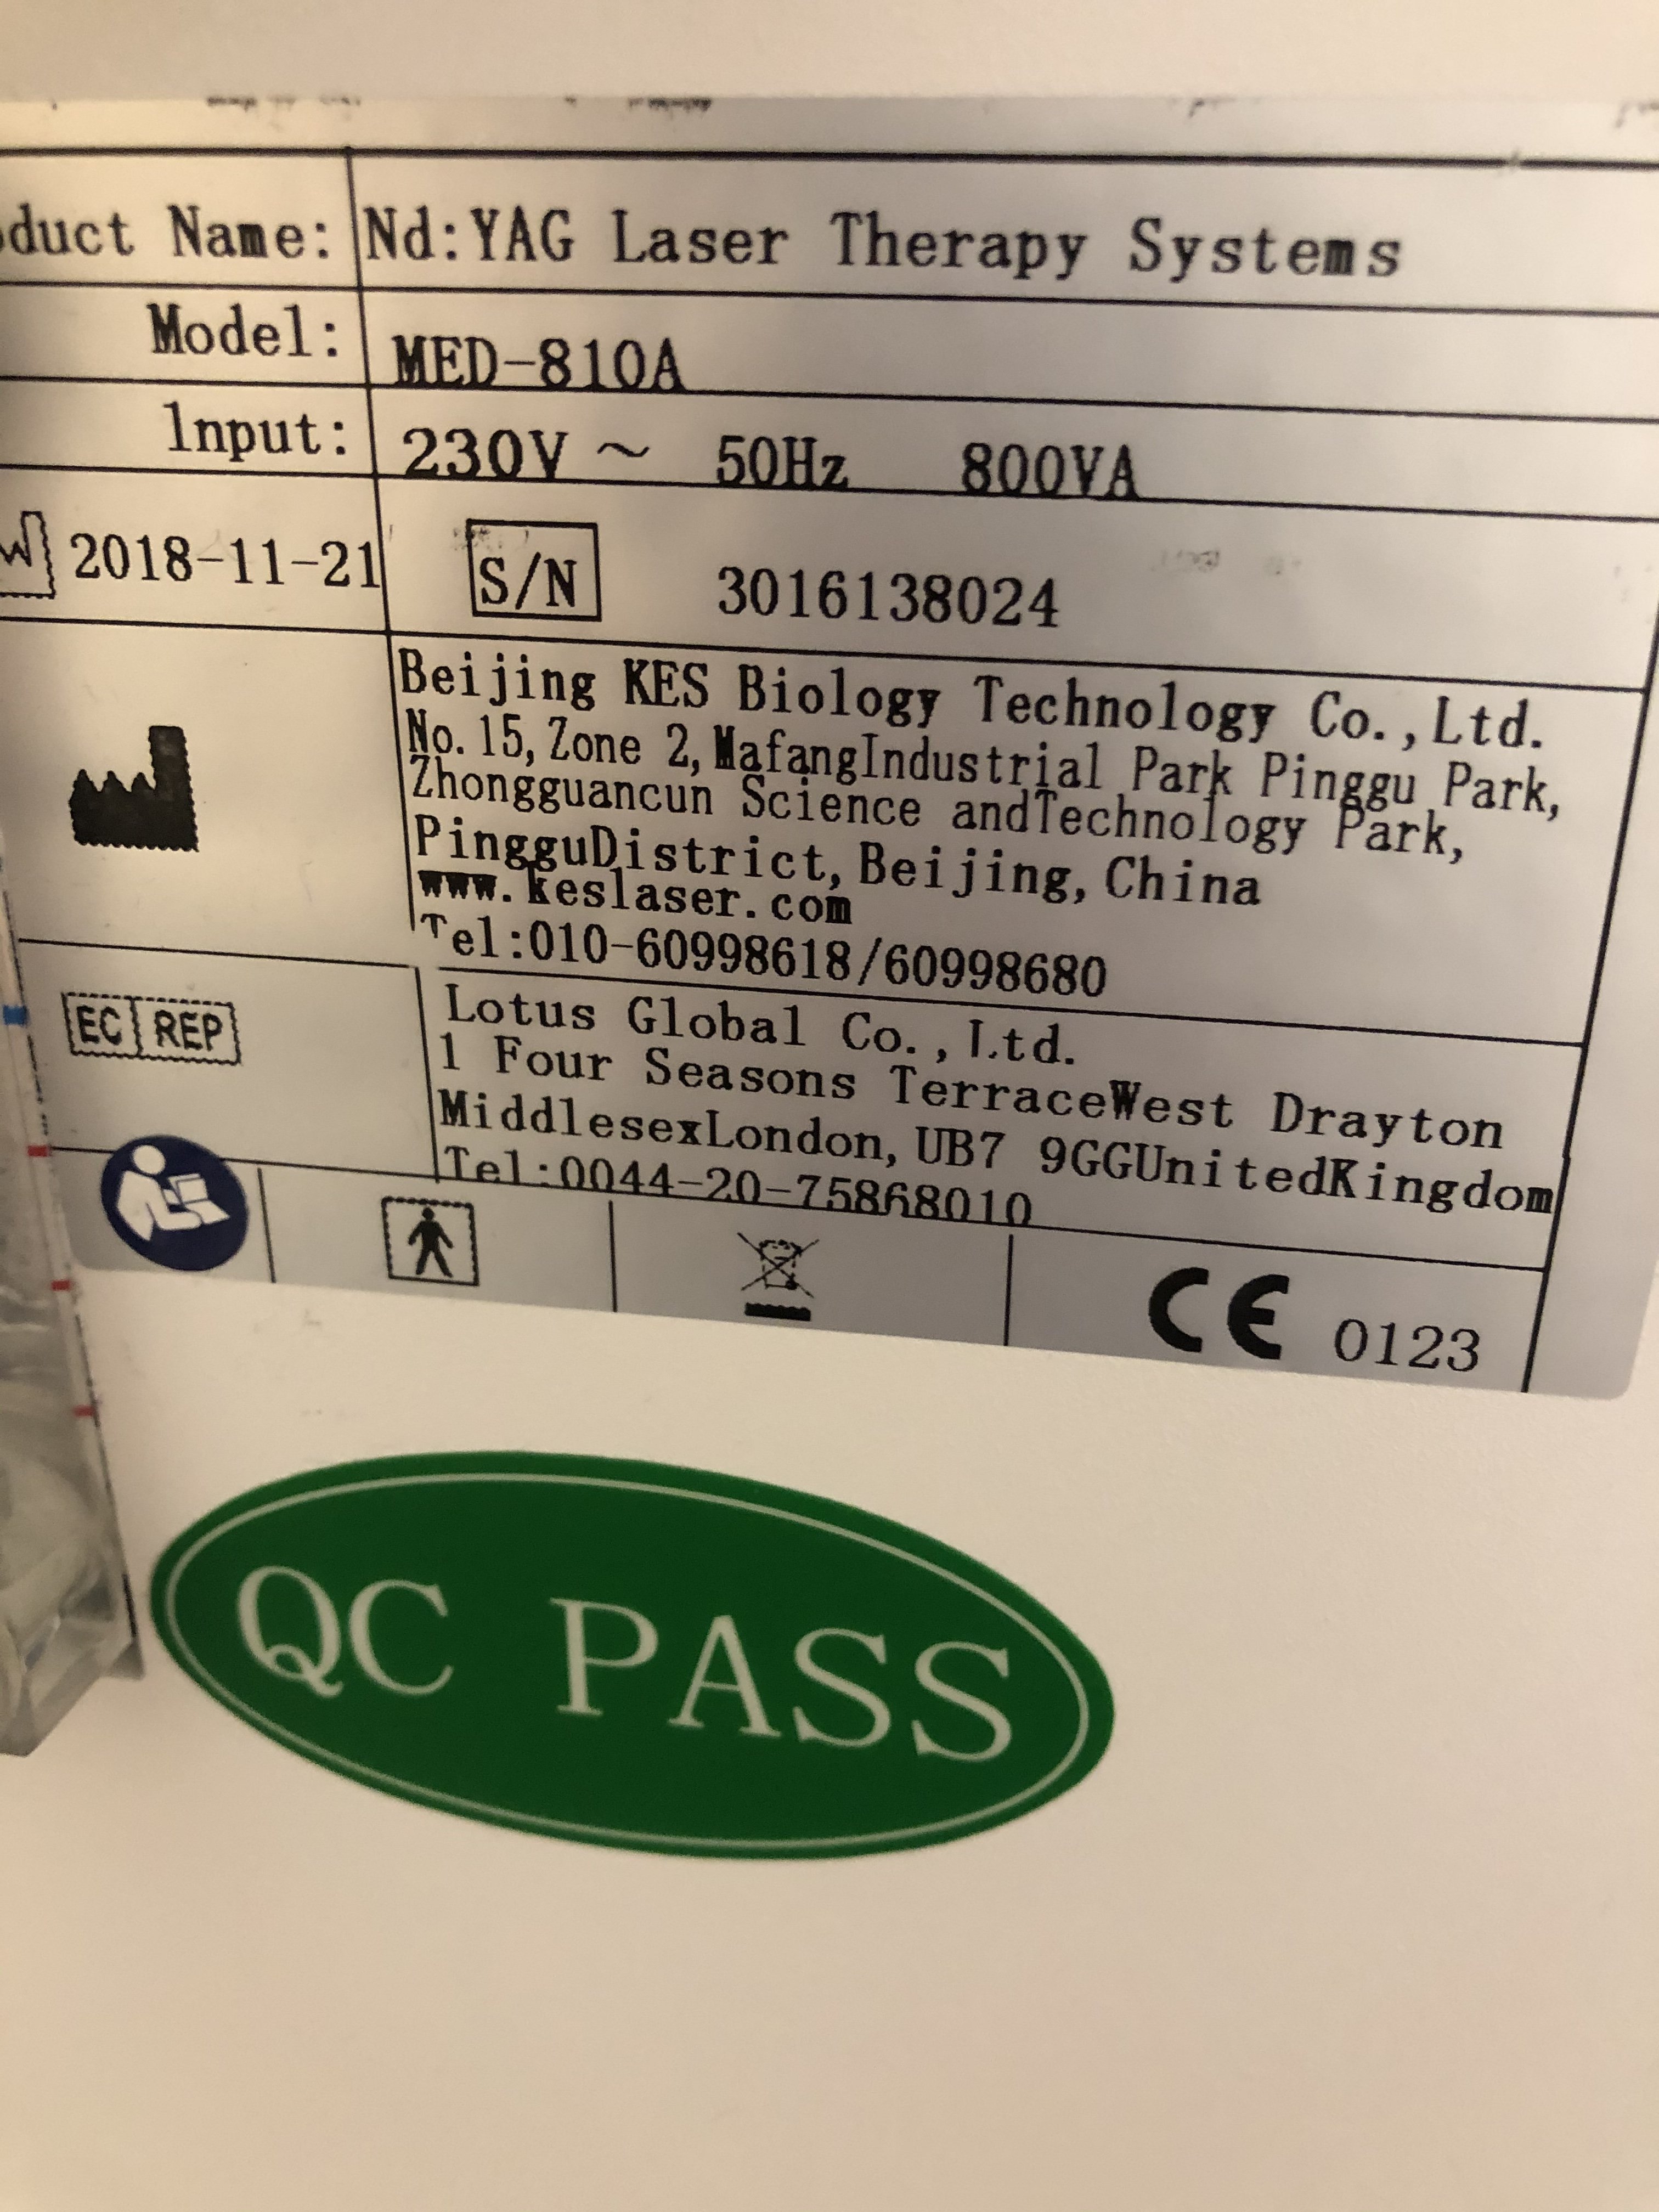 duct Name: Nd:YAG Laser Therapy Systems
Model: MED-810A
lnput: 230V ~ 50Hz 800VA
2018-11-21 S/N 3016138024
Beijing KES Biology Technology Co.,Ltd.
No.15,Zone 2,MafangIndustrial Park Pinggu Park,
Zhongguancun Science andTechnology Park,
PingguDistrict,Beijing,China
www.keslaser.com
Tel:010-60998618/60998680
EC REP
Lotus Global Co.,Ltd.
1 Four Seasons TerraceWest Drayton
MiddlesexLondon,UB7 9GGUnitedKingdom
Tel:0044-20-75868010
CE 0123
QC PASS